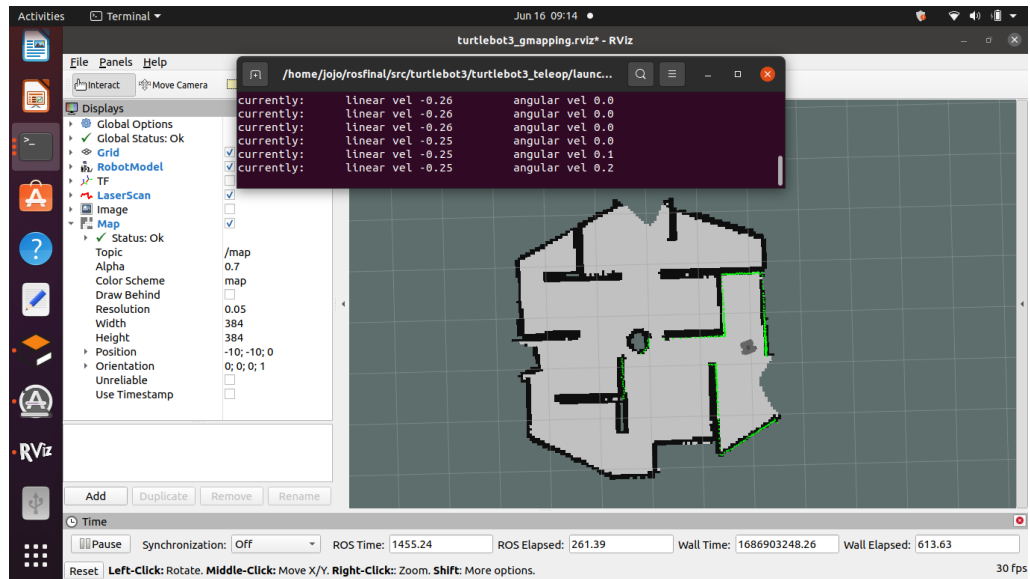 Activities Terminal Jun 16 09:14
turtlebot3_gmapping.rviz* - RViz
File Panels Help
Interact Move Camera
/home/jojo/rosfinal/src/turtlebot3/turtlebot3_teleop/launc...
currently: linear vel -0.26 angular vel 0.0
currently: linear vel -0.26 angular vel 0.0
currently: linear vel -0.26 angular vel 0.0
currently: linear vel -0.25 angular vel 0.0
currently: linear vel -0.25 angular vel 0.1
currently: linear vel -0.25 angular vel 0.2
Displays
Global Options
Global Status: Ok
Grid
RobotModel
TF
LaserScan
Image
Map
Status: Ok
Topic /map
Alpha 0.7
Color Scheme map
Draw Behind
Resolution 0.05
Width 384
Height 384
Position -10; -10; 0
Orientation 0; 0; 0; 1
Unreliable
Use Timestamp
RViz
Add Duplicate Remove Rename
Time
Pause Synchronization: Off ROS Time: 1455.24 ROS Elapsed: 261.39 Wall Time: 1686903248.26 Wall Elapsed: 613.63
Reset Left-Click: Rotate. Middle-Click: Move X/Y. Right-Click:: Zoom. Shift: More options. 30 fps